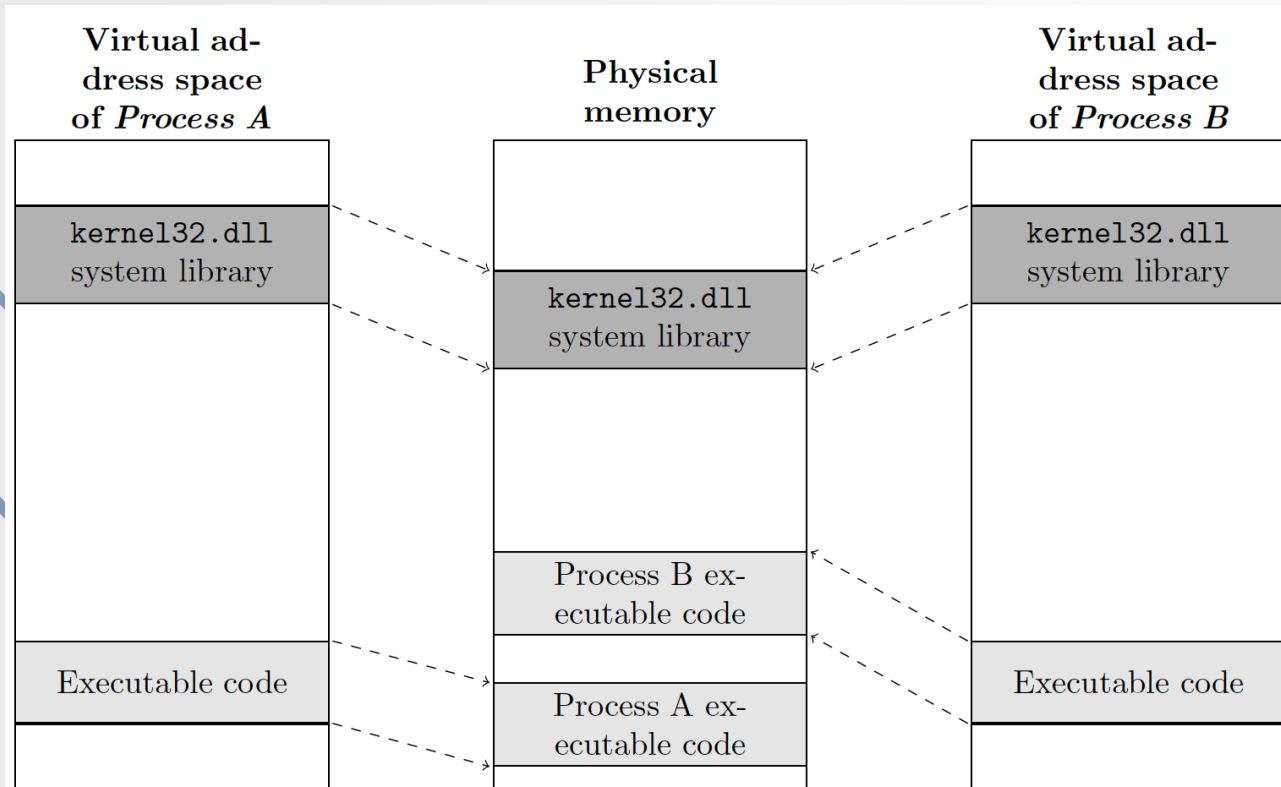 Virtual ad-
dress space
of Process A
Physical
memory
Virtual ad-
dress space
of Process B
kernel32.dll
system library
kernel32.dll
system library
kernel32.dll
system library
Process B ex-
ecutable code
Executable code
Process A ex-
ecutable code
Executable code